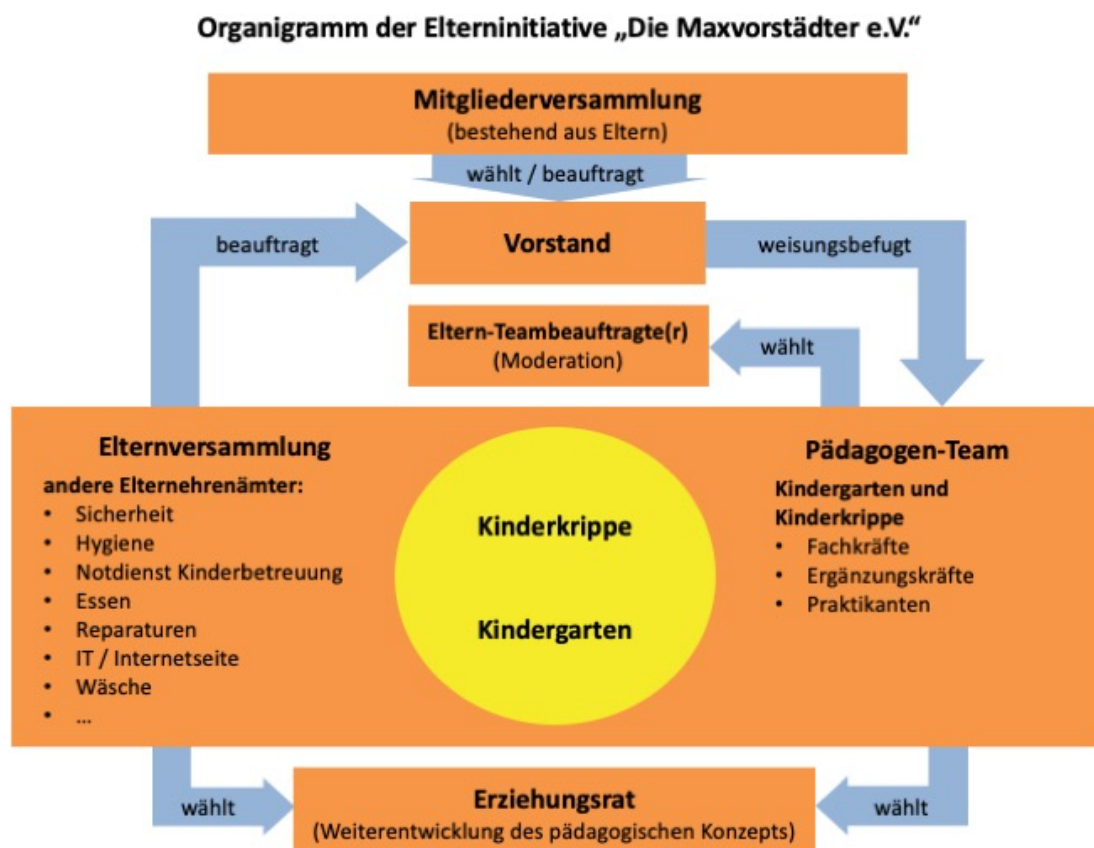 Organigramm der Elterninitiative „Die Maxvorstädter e.V.“
Mitgliederversammlung
(bestehend aus Eltern)
wählt / beauftragt
beauftragt
Vorstand
weisungsbefugt
Eltern-Teambeauftragte(r)
(Moderation)
wählt
Elternversammlung
andere Elternehrenämter:
• Sicherheit
• Hygiene
• Notdienst Kinderbetreuung
• Essen
• Reparaturen
• IT / Internetseite
• Wäsche
• ...
Kinderkrippe
Kindergarten
Pädagogen-Team
Kindergarten und
Kinderkrippe
• Fachkräfte
• Ergänzungskräfte
• Praktikanten
wählt
Erziehungsrat
(Weiterentwicklung des pädagogischen Konzepts)
wählt